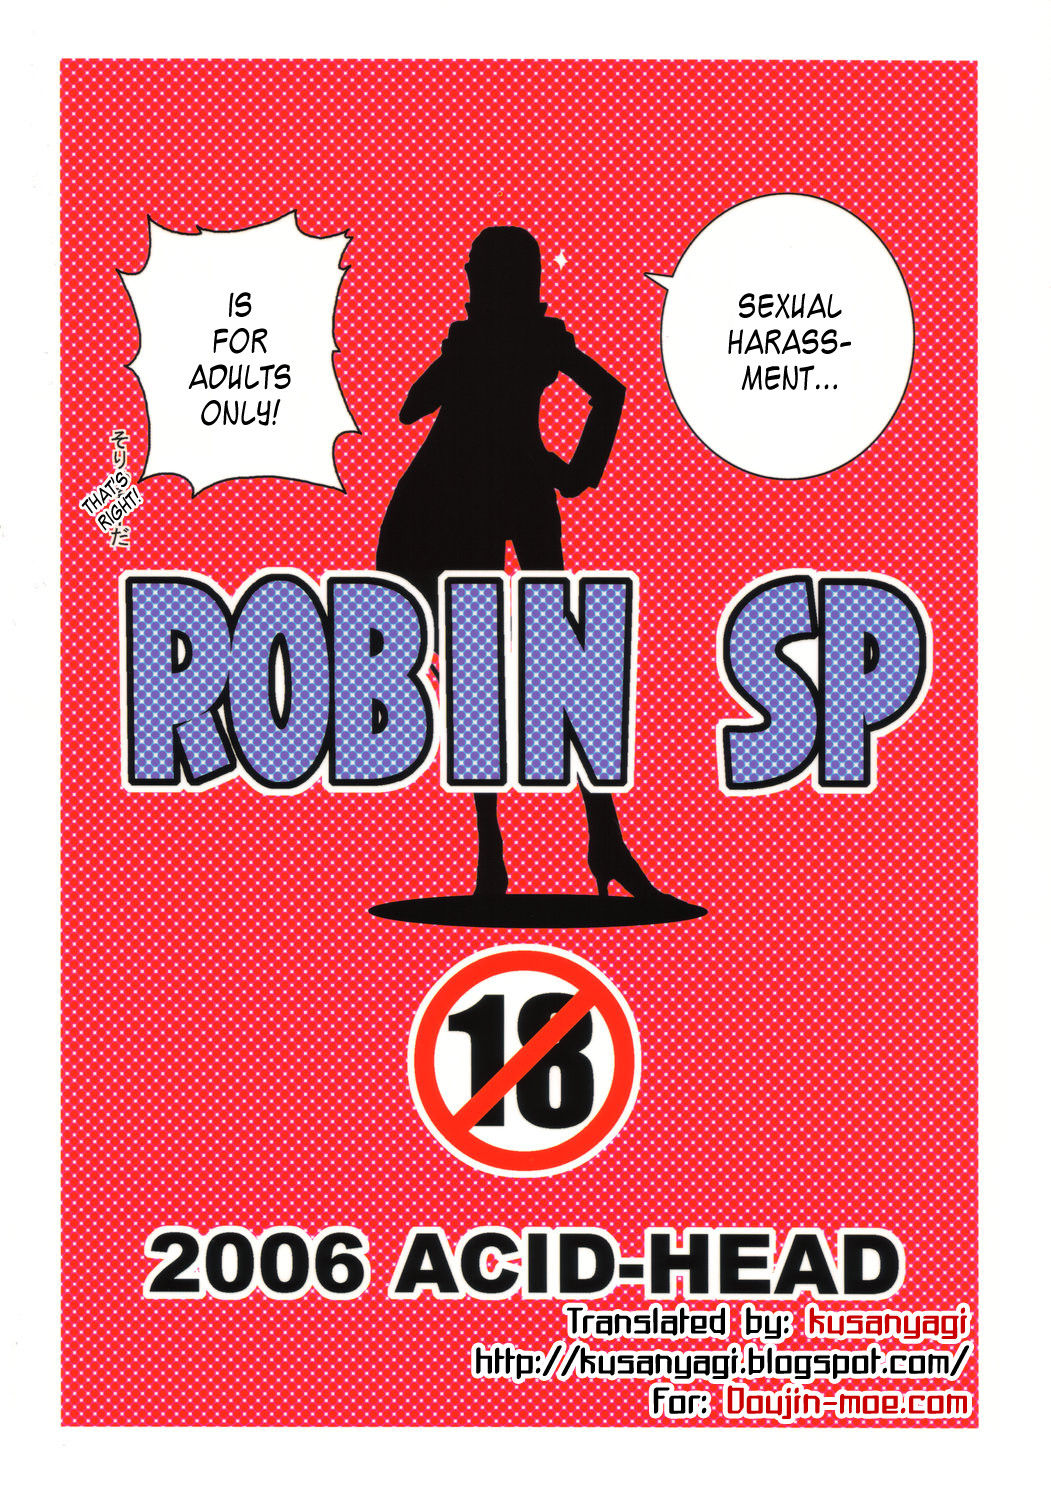 SEXUAL
HARASS-
MENT...
IS
FOR
ADULTS
ONLY!
そり
だ
THAT'S
RIGHT!
ROBIN SP
18
2006 ACID-HEAD
Translated by: kusanyagi
http://kusanyagi.blogspot.com/
For: Doujin-moe.com